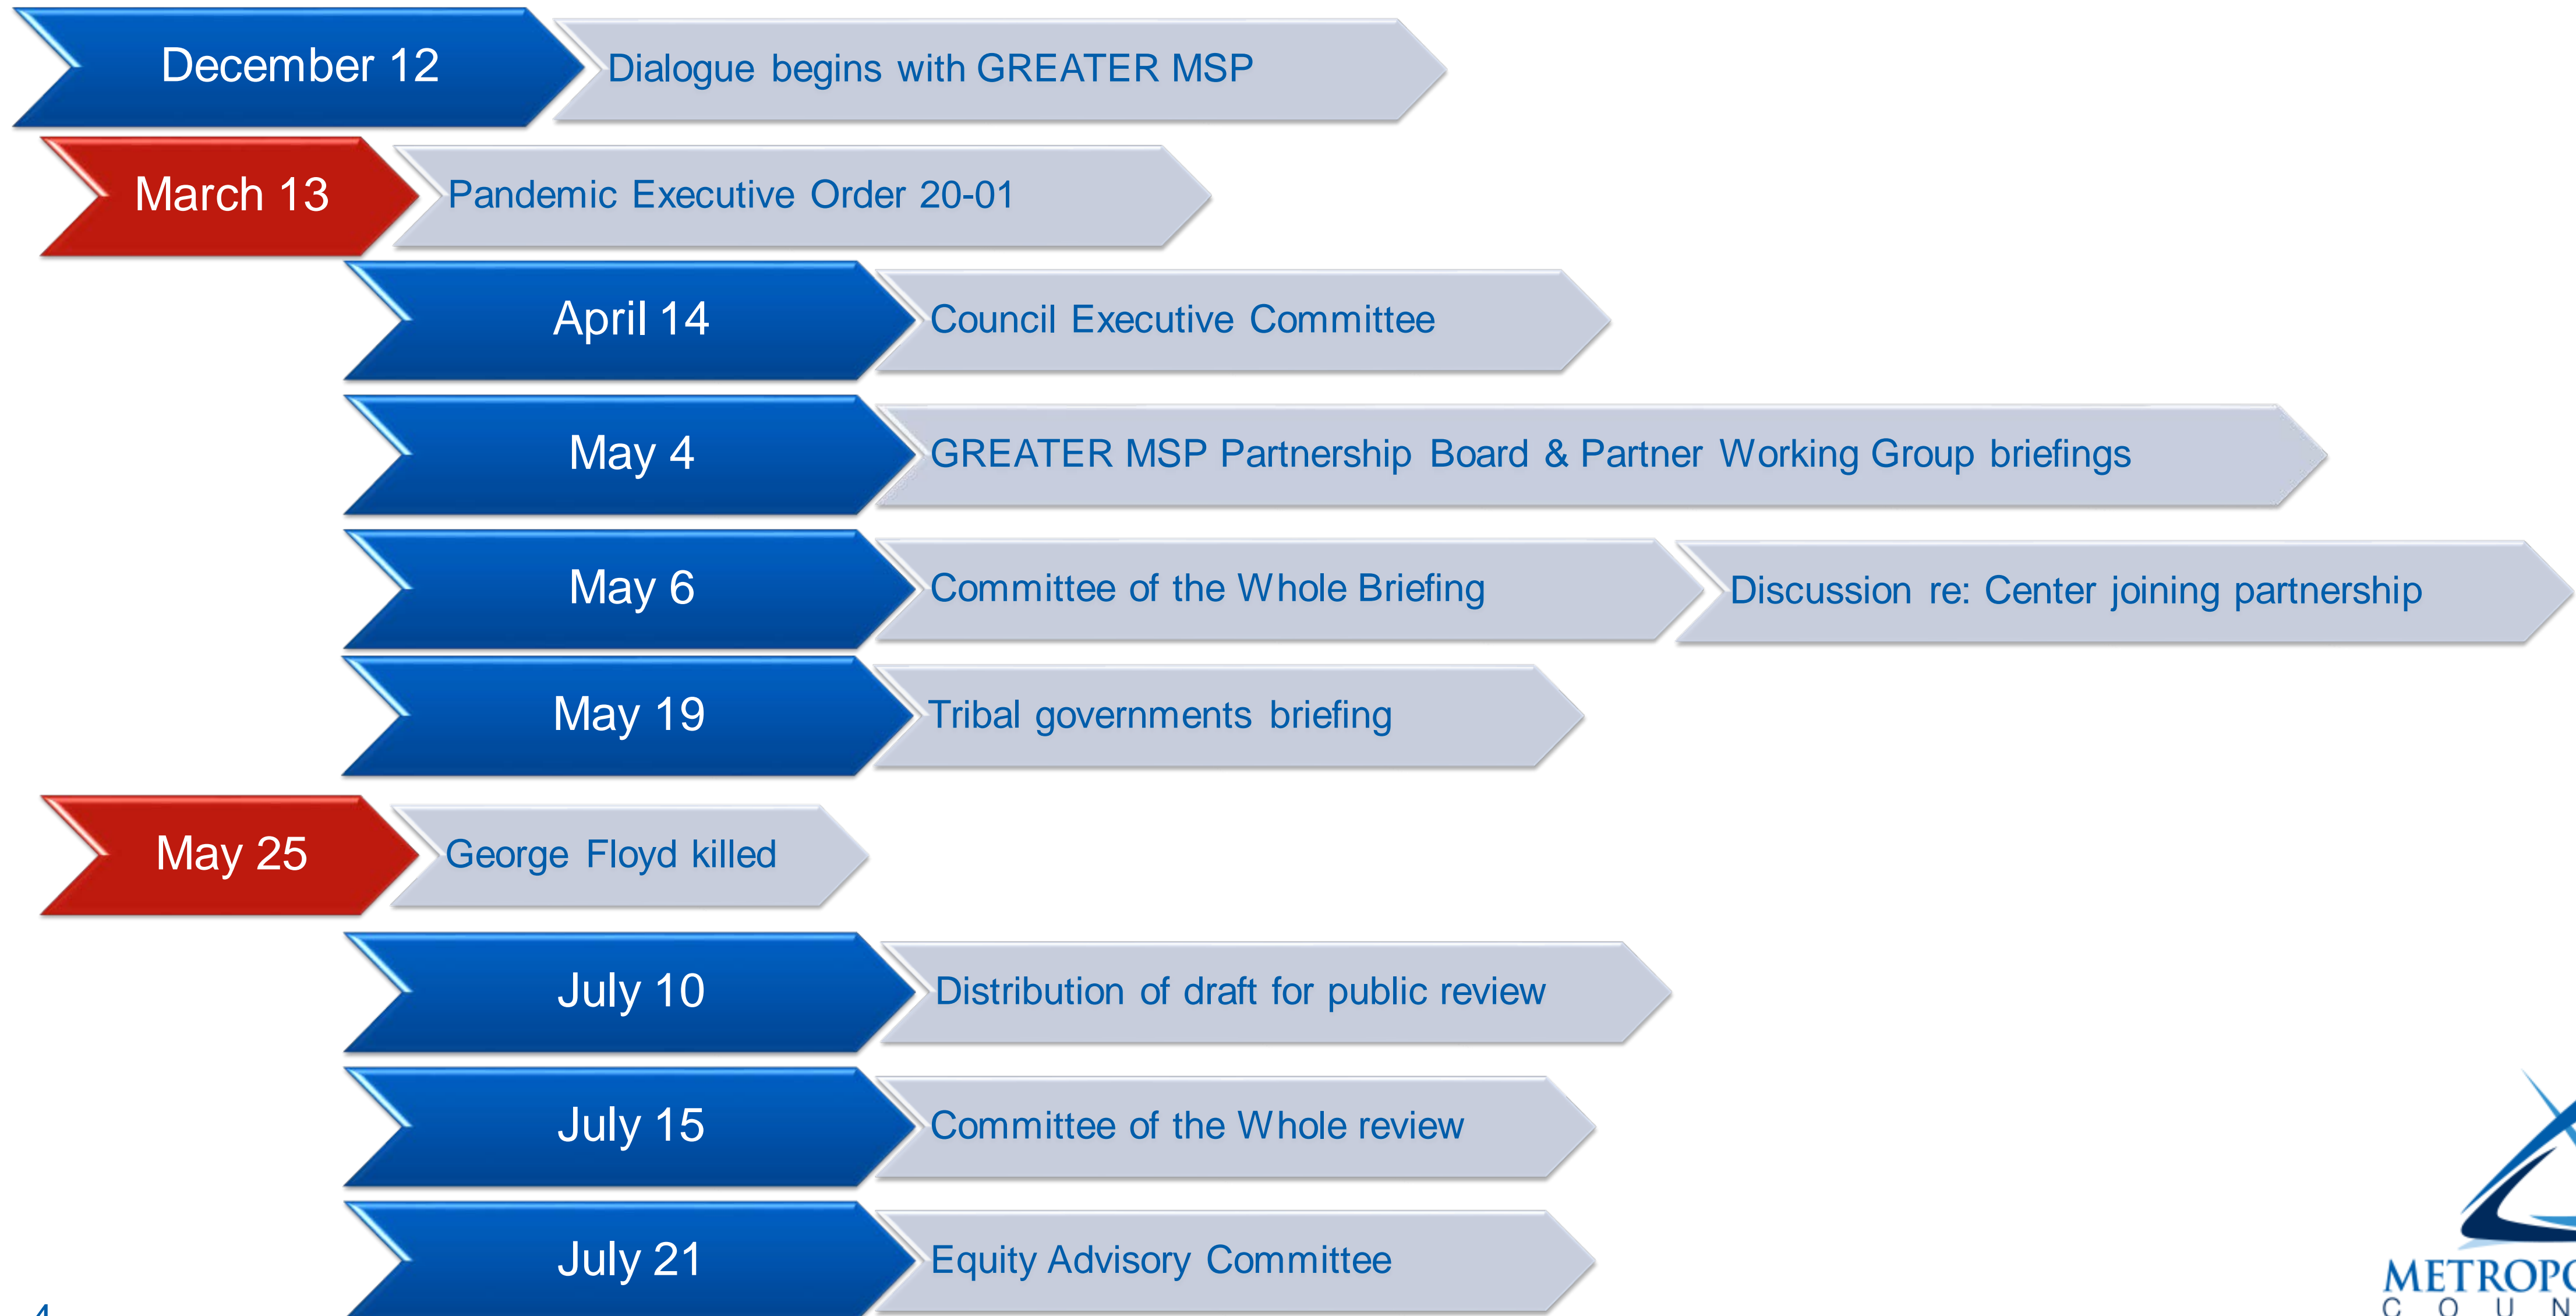 December 12
Dialogue begins with GREATER MSP
March 13
Pandemic Executive Order 20-01
April 14
Council Executive Committee
May 4
GREATER MSP Partnership Board & Partner Working Group briefings
May 6
Committee of the Whole Briefing
Discussion re: Center joining partnership
May 19
Tribal governments briefing
May 25
George Floyd killed
July 10
Distribution of draft for public review
July 15
Committee of the Whole review
July 21
Equity Advisory Committee
4